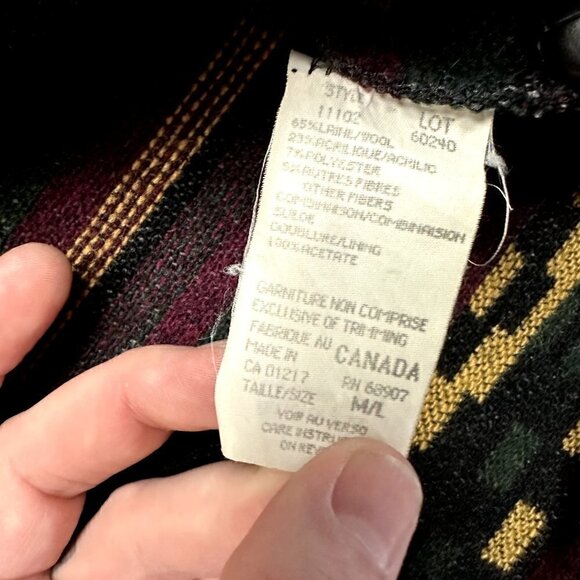 STYLE LOT
11102 60240
65% LAINE/WOOL
23% ACRILIQUE/ACRILIC
7% POLYESTER
5% AUTRES FIBRES
OTHER FIBERS
COMBINAISON/COMBINAISION
SUEDE
DOUBLURE/LINING
100% ACETATE
GARNITURE NON COMPRISE
EXCLUSIVE OF TRIMMING
FABRIQUE AU
MADE IN CANADA
CA 01217 RN 68907
TAILLE/SIZE M/L
VOIR AU VERSO
CARE INSTRU
ON REVE